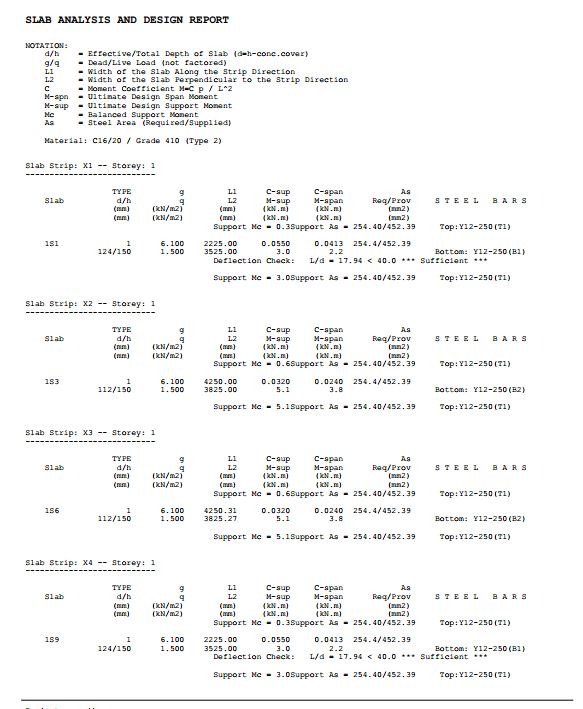 SLAB ANALYSIS AND DESIGN REPORT
NOTATION:
d/h = Effective/Total Depth of Slab (d=h-conc.cover)
g/q = Dead/Live Load (not factored)
L1 = Width of the Slab Along the Strip Direction
L2 = Width of the Slab Perpendicular to the Strip Direction
C = Moment Coefficient M=C p / L^2
M-spn = Ultimate Design Span Moment
M-sup = Ultimate Design Support Moment
Mc = Balanced Support Moment
As = Steel Area (Required/Supplied)
Material: C16/20 / Grade 410 (Type 2)
Slab Strip: X1 -- Storey: 1
---------------------------
TYPE g L1 C-sup C-span As
Slab d/h q L2 M-sup M-span Req/Prov S T E E L B A R S
(mm) (kN/m2) (mm) (kN.m) (kN.m) (mm2)
(mm) (kN/m2) (mm) (kN.m) (kN.m) (mm2)
Support Mc = 0.3Support As = 254.40/452.39 Top:Y12-250(T1)
1S1 1 6.100 2225.00 0.0550 0.0413 254.4/452.39
124/150 1.500 3525.00 3.0 2.2 Bottom: Y12-250(B1)
Deflection Check: L/d = 17.94 < 40.0 *** Sufficient ***
Support Mc = 3.0Support As = 254.40/452.39 Top:Y12-250(T1)
Slab Strip: X2 -- Storey: 1
---------------------------
TYPE g L1 C-sup C-span As
Slab d/h q L2 M-sup M-span Req/Prov S T E E L B A R S
(mm) (kN/m2) (mm) (kN.m) (kN.m) (mm2)
(mm) (kN/m2) (mm) (kN.m) (kN.m) (mm2)
Support Mc = 0.6Support As = 254.40/452.39 Top:Y12-250(T1)
1S3 1 6.100 4250.00 0.0320 0.0240 254.4/452.39
112/150 1.500 3825.00 5.1 3.8 Bottom: Y12-250(B2)
Support Mc = 5.1Support As = 254.40/452.39 Top:Y12-250(T1)
Slab Strip: X3 -- Storey: 1
---------------------------
TYPE g L1 C-sup C-span As
Slab d/h q L2 M-sup M-span Req/Prov S T E E L B A R S
(mm) (kN/m2) (mm) (kN.m) (kN.m) (mm2)
(mm) (kN/m2) (mm) (kN.m) (kN.m) (mm2)
Support Mc = 0.6Support As = 254.40/452.39 Top:Y12-250(T1)
1S6 1 6.100 4250.31 0.0320 0.0240 254.4/452.39
112/150 1.500 3825.27 5.1 3.8 Bottom: Y12-250(B2)
Support Mc = 5.1Support As = 254.40/452.39 Top:Y12-250(T1)
Slab Strip: X4 -- Storey: 1
---------------------------
TYPE g L1 C-sup C-span As
Slab d/h q L2 M-sup M-span Req/Prov S T E E L B A R S
(mm) (kN/m2) (mm) (kN.m) (kN.m) (mm2)
(mm) (kN/m2) (mm) (kN.m) (kN.m) (mm2)
Support Mc = 0.3Support As = 254.40/452.39 Top:Y12-250(T1)
1S9 1 6.100 2225.00 0.0550 0.0413 254.4/452.39
124/150 1.500 3525.00 3.0 2.2 Bottom: Y12-250(B1)
Deflection Check: L/d = 17.94 < 40.0 *** Sufficient ***
Support Mc = 3.0Support As = 254.40/452.39 Top:Y12-250(T1)